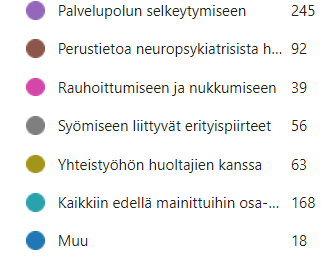 Palvelupolun selkeytymiseen 245
Perustietoa neuropsykiatrisista h... 92
Rauhoittumiseen ja nukkumiseen 39
Syömiseen liittyvät erityispiirteet 56
Yhteistyöhön huoltajien kanssa 63
Kaikkiin edellä mainittuihin osa-... 168
Muu 18